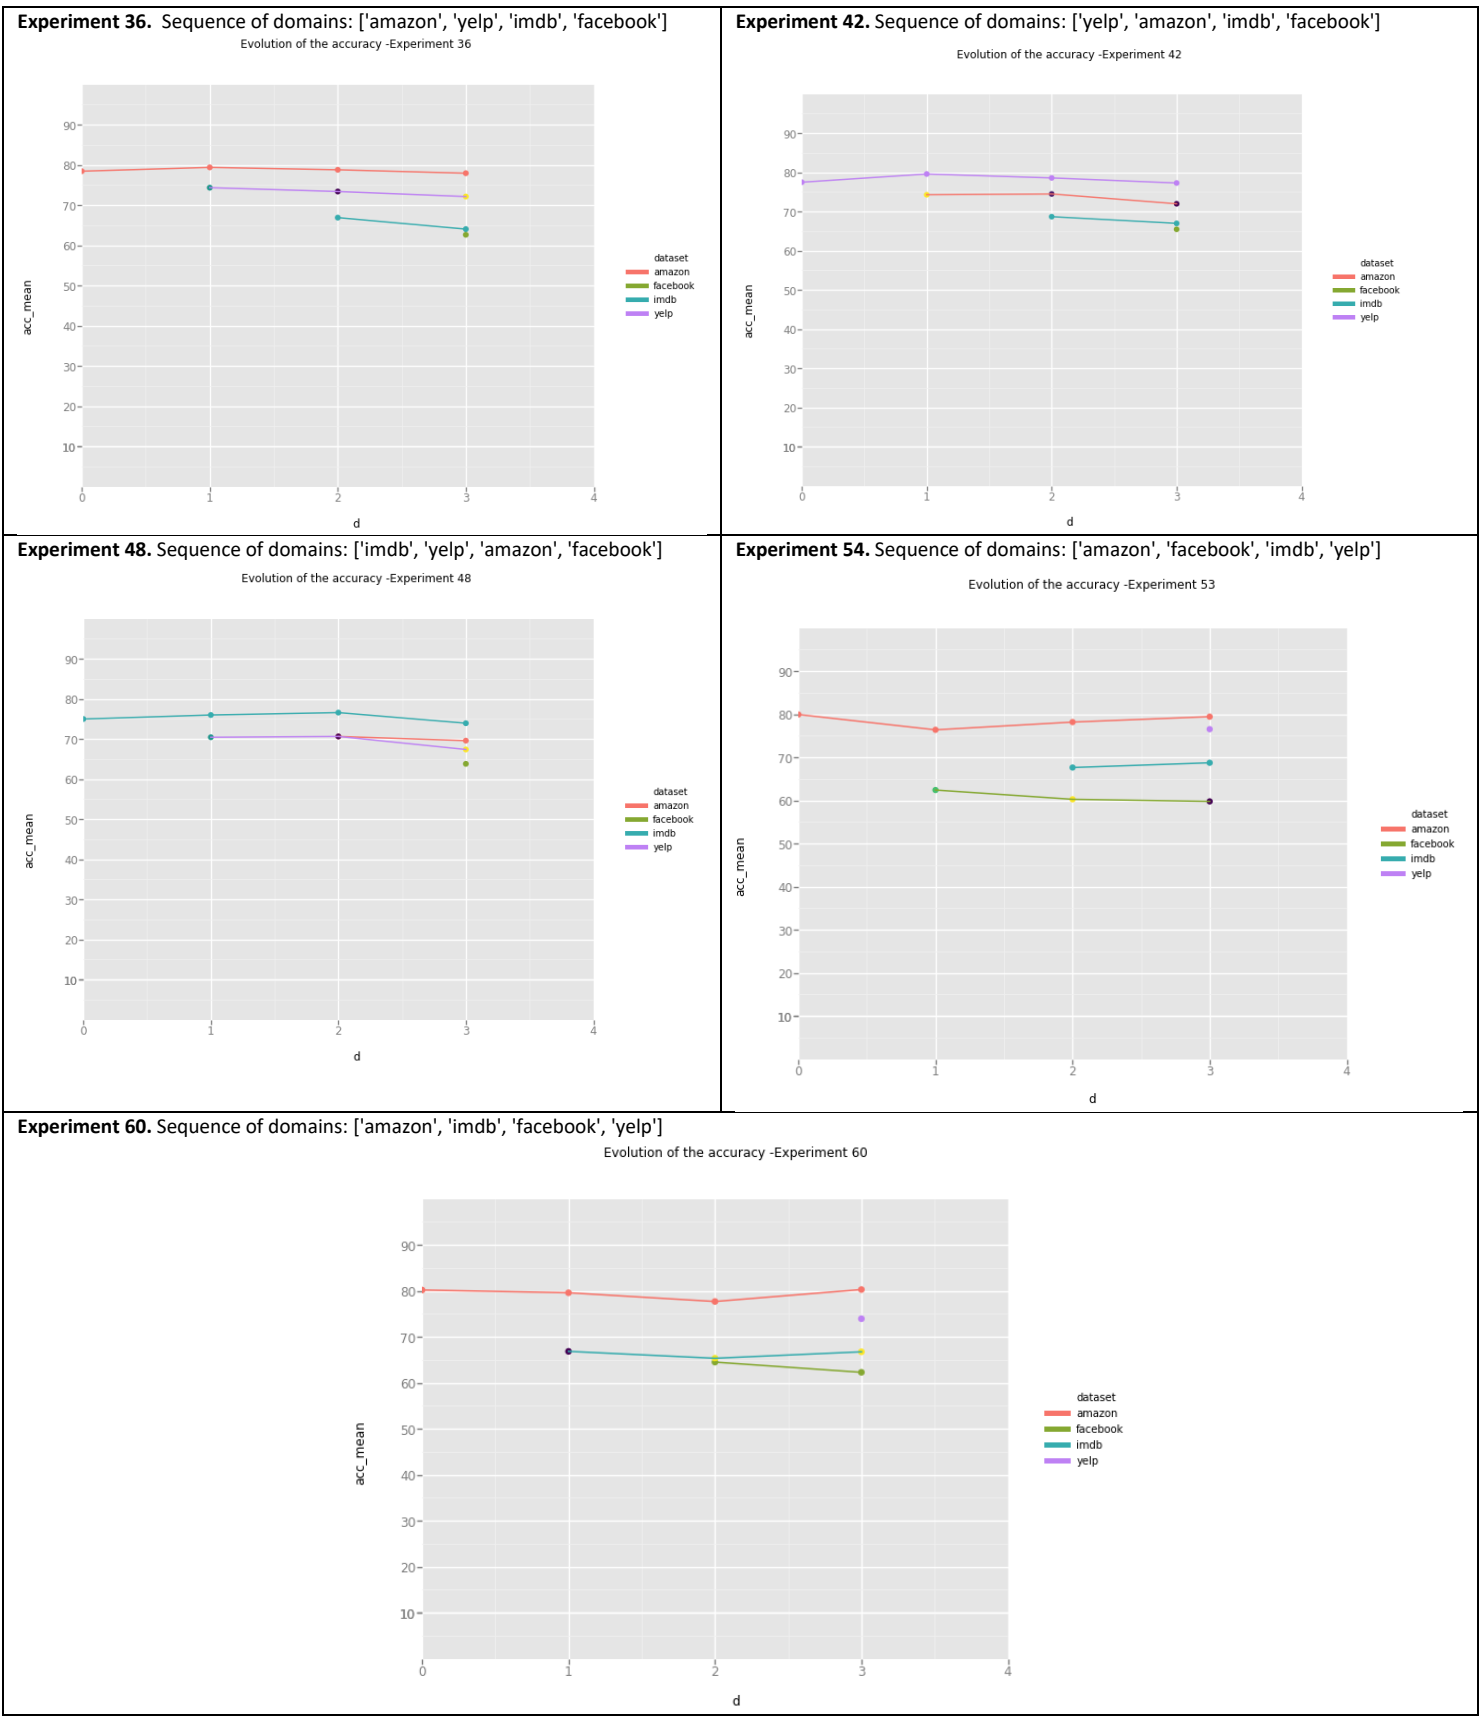 Experiment 36. Sequence of domains: ['amazon', 'yelp', 'imdb', 'facebook']
Evolution of the accuracy -Experiment 36
90
80
70
60
50
40
30
20
10
acc_mean
0 1 2 3 4
d
dataset
amazon
facebook
imdb
yelp
Experiment 42. Sequence of domains: ['yelp', 'amazon', 'imdb', 'facebook']
Evolution of the accuracy -Experiment 42
90
80
70
60
50
40
30
20
10
acc_mean
0 1 2 3 4
d
dataset
amazon
facebook
imdb
yelp
Experiment 48. Sequence of domains: ['imdb', 'yelp', 'amazon', 'facebook']
Evolution of the accuracy -Experiment 48
90
80
70
60
50
40
30
20
10
acc_mean
0 1 2 3 4
d
dataset
amazon
facebook
imdb
yelp
Experiment 54. Sequence of domains: ['amazon', 'facebook', 'imdb', 'yelp']
Evolution of the accuracy -Experiment 53
90
80
70
60
50
40
30
20
10
acc_mean
0 1 2 3 4
d
dataset
amazon
facebook
imdb
yelp
Experiment 60. Sequence of domains: ['amazon', 'imdb', 'facebook', 'yelp']
Evolution of the accuracy -Experiment 60
90
80
70
60
50
40
30
20
10
acc_mean
0 1 2 3 4
d
dataset
amazon
facebook
imdb
yelp